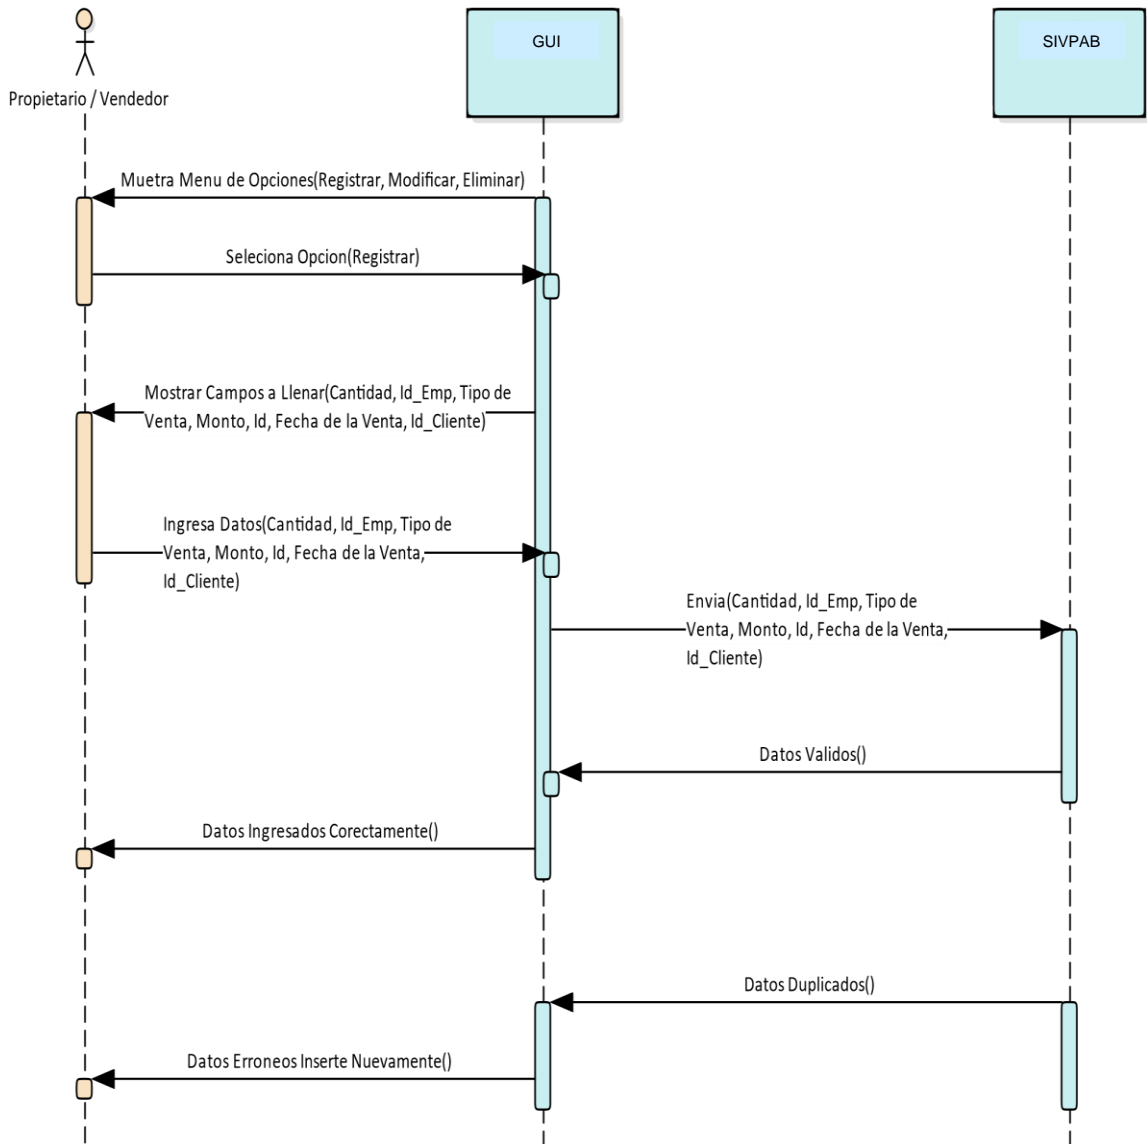 GUI
SIVPAB
Propietario / Vendedor
Muetra Menu de Opciones(Registrar, Modificar, Eliminar)
Seleciona Opcion(Registrar)
Mostrar Campos a Llenar(Cantidad, Id_Emp, Tipo de
Venta, Monto, Id, Fecha de la Venta, Id_Cliente)
Ingresa Datos(Cantidad, Id_Emp, Tipo de
Venta, Monto, Id, Fecha de la Venta,
Id_Cliente)
Envia(Cantidad, Id_Emp, Tipo de
Venta, Monto, Id, Fecha de la Venta,
Id_Cliente)
Datos Validos()
Datos Ingresados Corectamente()
Datos Duplicados()
Datos Erroneos Inserte Nuevamente()